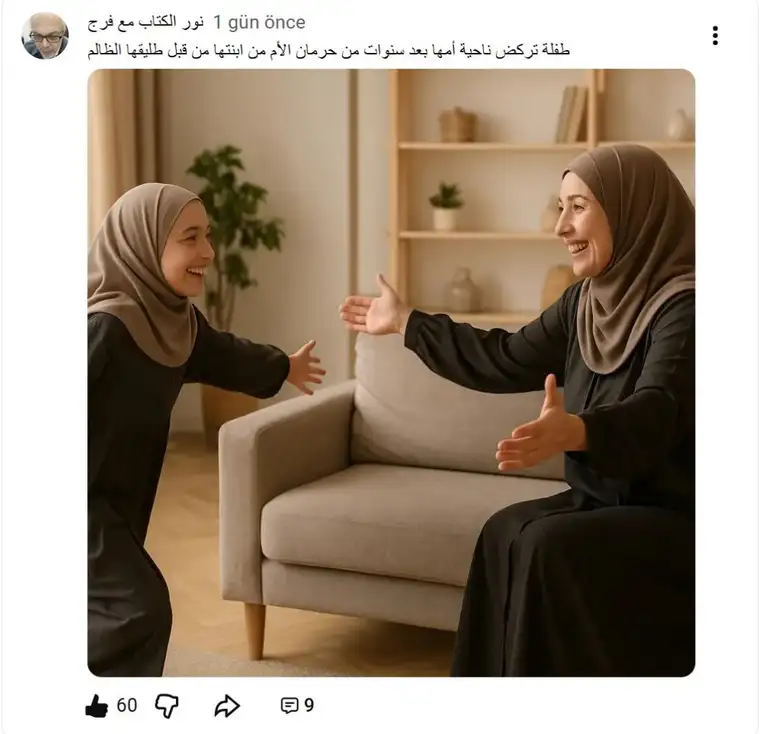 نور الكتاب مع فرج 1 gün önce
طفلة تركض ناحية أمها بعد سنوات من حرمان الأم من ابنتها من قبل طليقها الظالم
60 9